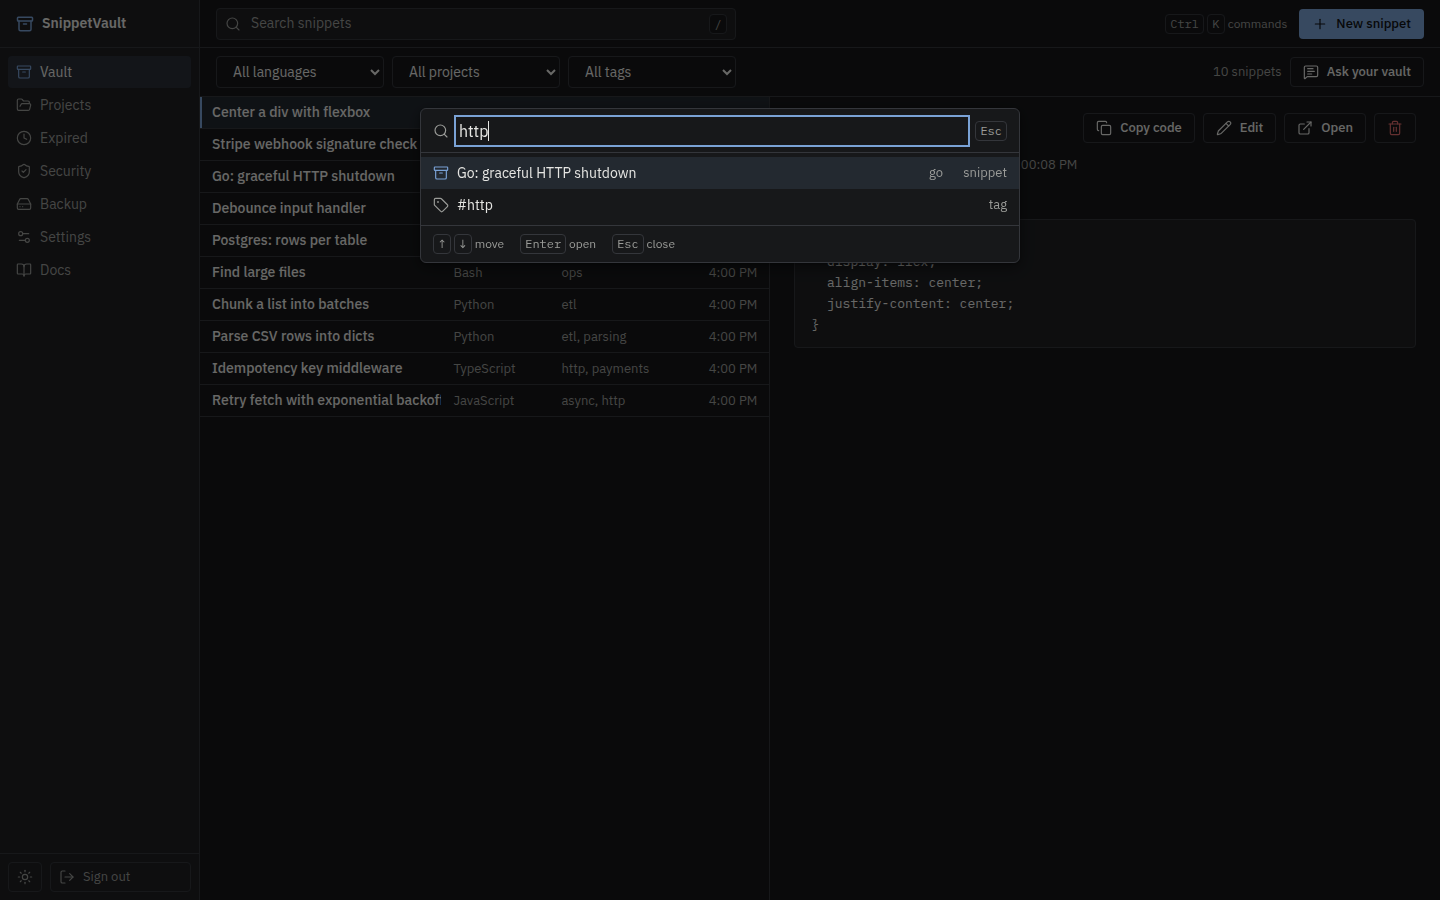 SnippetVault
Search snippets /
Ctrl K commands
New snippet
Vault
Projects
Expired
Security
Backup
Settings
Docs
Sign out
All languages
All projects
All tags
10 snippets
Ask your vault
http
Esc
Go: graceful HTTP shutdown go snippet
#http tag
↑ ↓ move Enter open Esc close
Center a div with flexbox
Stripe webhook signature check
Go: graceful HTTP shutdown
Debounce input handler
Postgres: rows per table
Find large files Bash ops 4:00 PM
Chunk a list into batches Python etl 4:00 PM
Parse CSV rows into dicts Python etl, parsing 4:00 PM
Idempotency key middleware TypeScript http, payments 4:00 PM
Retry fetch with exponential backoff JavaScript async, http 4:00 PM
Copy code
Edit
Open
00:08 PM
display: flex;
align-items: center;
justify-content: center;
}